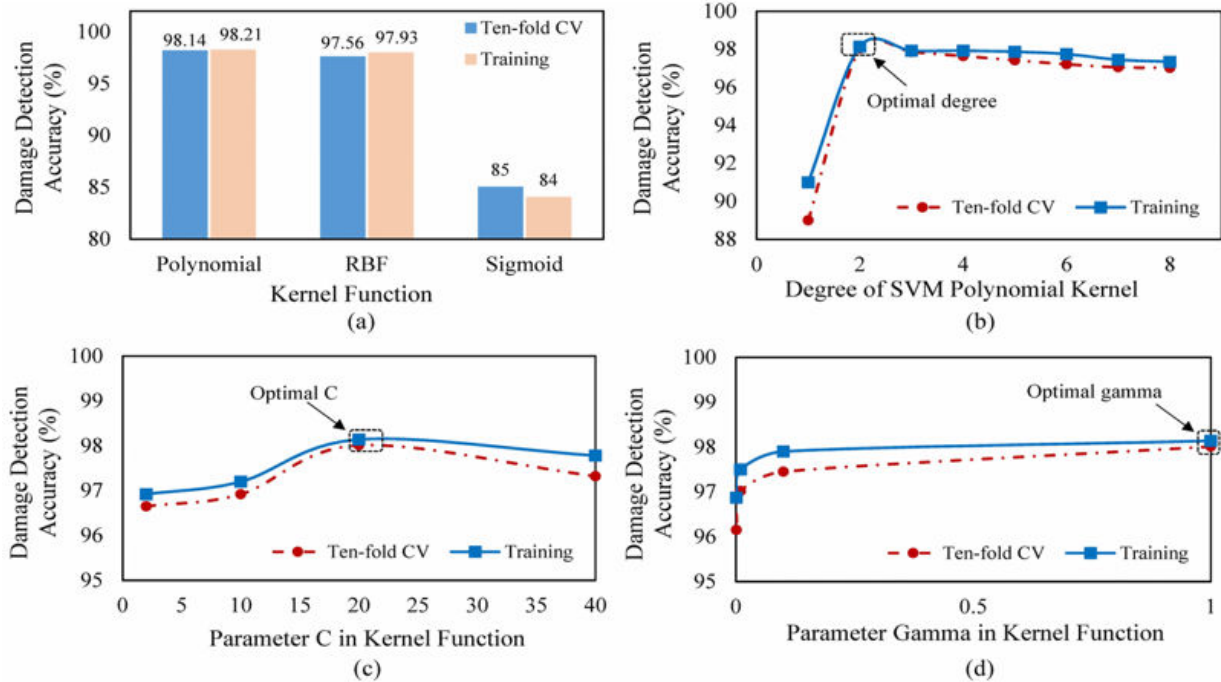 Damage Detection
Accuracy (%)
100
95
90
85
80
98.14 98.21
97.56 97.93
85 84
Ten-fold CV
Training
Polynomial RBF Sigmoid
Kernel Function
(a)
Damage Detection
Accuracy (%)
100
98
96
94
92
90
88
Optimal degree
Ten-fold CV Training
0 2 4 6 8
Degree of SVM Polynomial Kernel
(b)
Damage Detection
Accuracy (%)
100
99
98
97
96
95
Optimal C
Ten-fold CV Training
0 5 10 15 20 25 30 35 40
Parameter C in Kernel Function
(c)
Damage Detection
Accuracy (%)
100
99
98
97
96
95
Optimal gamma
Ten-fold CV Training
0 0.5 1
Parameter Gamma in Kernel Function
(d)